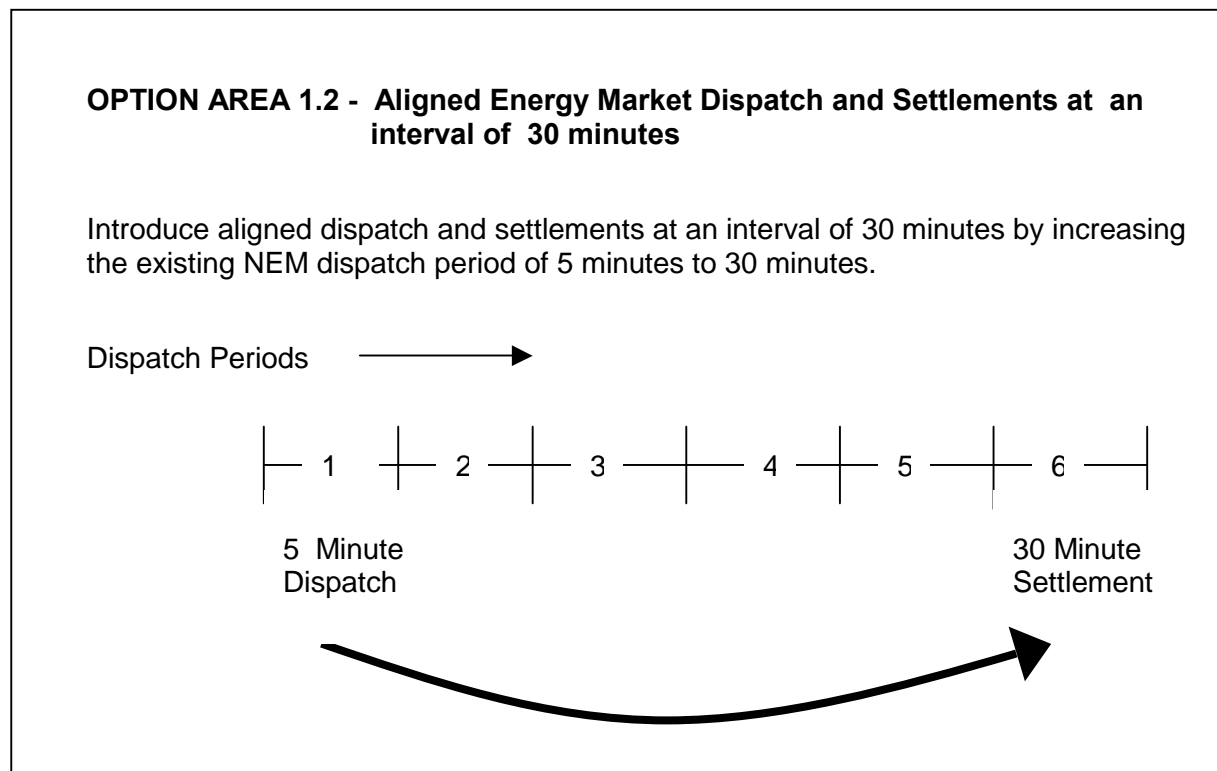 OPTION AREA 1.2 - Aligned Energy Market Dispatch and Settlements at an
interval of 30 minutes
Introduce aligned dispatch and settlements at an interval of 30 minutes by increasing
the existing NEM dispatch period of 5 minutes to 30 minutes.
Dispatch Periods
1 2 3 4 5 6
5 Minute
Dispatch
30 Minute
Settlement